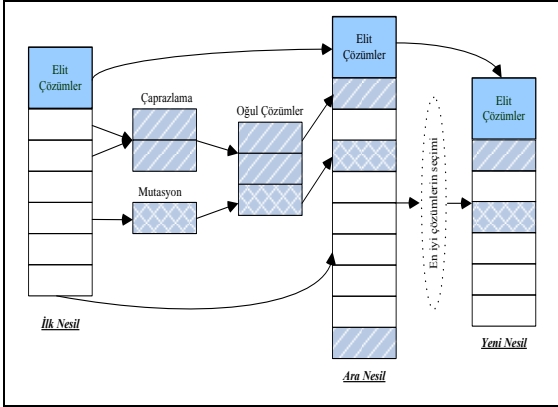 Elit
Çözümler
Elit
Çözümler
Elit
Çözümler
Çaprazlama
Oğul Çözümler
Mutasyon
En iyi çözümlerin seçimi
İlk Nesil
Ara Nesil
Yeni Nesil